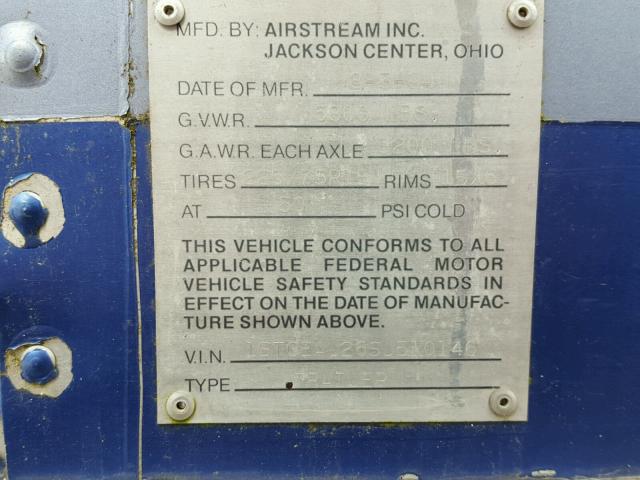 MFD. BY: AIRSTREAM INC.
JACKSON CENTER, OHIO
DATE OF MFR.
G.V.W.R.
G.A.W.R. EACH AXLE
TIRES RIMS
AT PSI COLD
THIS VEHICLE CONFORMS TO ALL
APPLICABLE FEDERAL MOTOR
VEHICLE SAFETY STANDARDS IN
EFFECT ON THE DATE OF MANUFAC-
TURE SHOWN ABOVE.
V.I.N.
TYPE